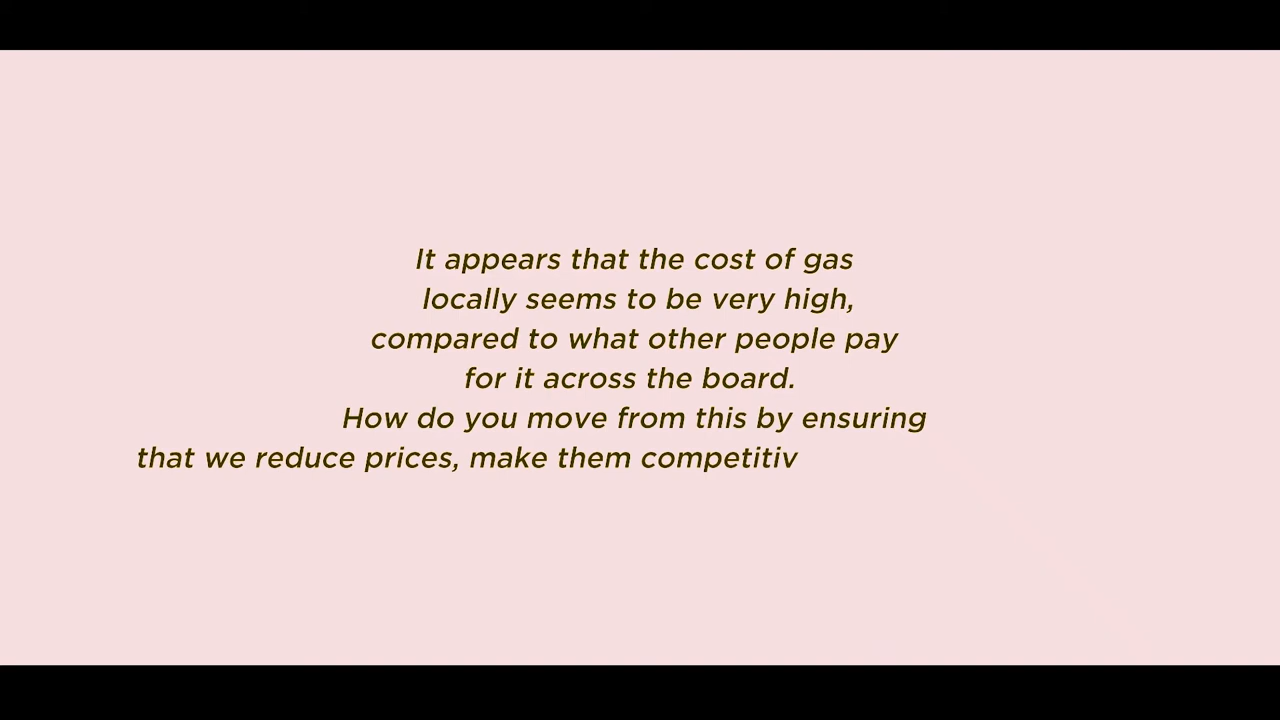 It appears that the cost of gas
locally seems to be very high,
compared to what other people pay
for it across the board.
How do you move from this by ensuring
that we reduce prices, make them competitiv